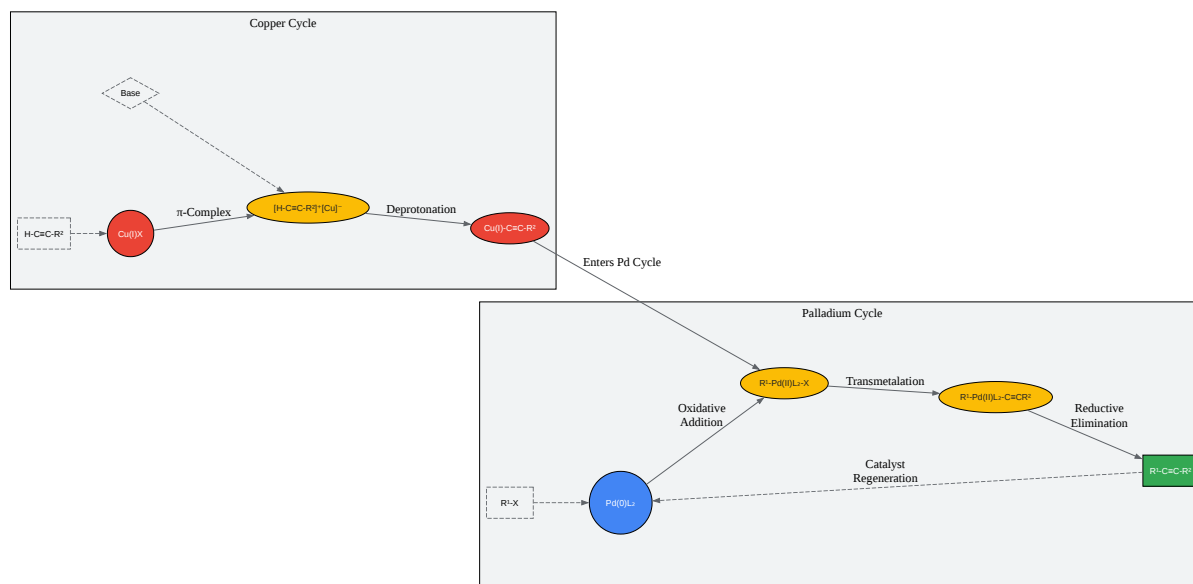 Copper Cycle
Base
π-Complex
[H-C≡C-R²]⁺[Cu]⁻
Deprotonation
H-C≡C-R²
Cu(I)X
Cu(I)-C≡C-R²
Enters Pd Cycle
Palladium Cycle
Oxidative
Addition
R¹-Pd(II)L₂-X
Transmetalation
R¹-Pd(II)L₂-C≡CR²
Reductive
Elimination
Catalyst
Regeneration
R¹-C≡C-R²
R¹-X
Pd(0)L₂